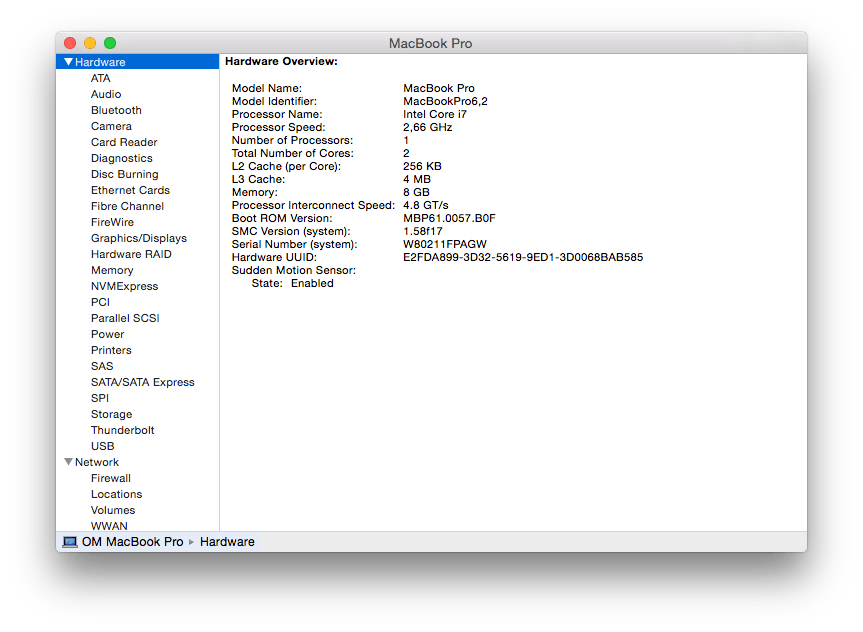 MacBook Pro
Hardware
ATA
Audio
Bluetooth
Camera
Card Reader
Diagnostics
Disc Burning
Ethernet Cards
Fibre Channel
FireWire
Graphics/Displays
Hardware RAID
Memory
NVMExpress
PCI
Parallel SCSI
Power
Printers
SAS
SATA/SATA Express
SPI
Storage
Thunderbolt
USB
Network
Firewall
Locations
Volumes
WWAN
Hardware Overview:
Model Name: MacBook Pro
Model Identifier: MacBookPro6,2
Processor Name: Intel Core i7
Processor Speed: 2,66 GHz
Number of Processors: 1
Total Number of Cores: 2
L2 Cache (per Core): 256 KB
L3 Cache: 4 MB
Memory: 8 GB
Processor Interconnect Speed: 4.8 GT/s
Boot ROM Version: MBP61.0057.B0F
SMC Version (system): 1.58f17
Serial Number (system): W80211FPAGW
Hardware UUID: E2FDA899-3D32-5619-9ED1-3D0068BAB585
Sudden Motion Sensor:
State: Enabled
OM MacBook Pro ▸ Hardware